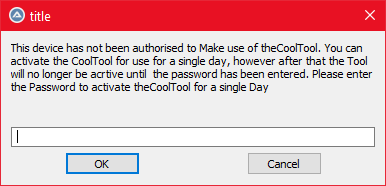 title
This device has not been authorised to Make use of theCoolTool. You can
activate the CoolTool for use for a single day, however after that the Tool
will no longer be acrtive until  the password has been entered. Please enter
the Password to activate theCoolTool for a single Day
OK
Cancel